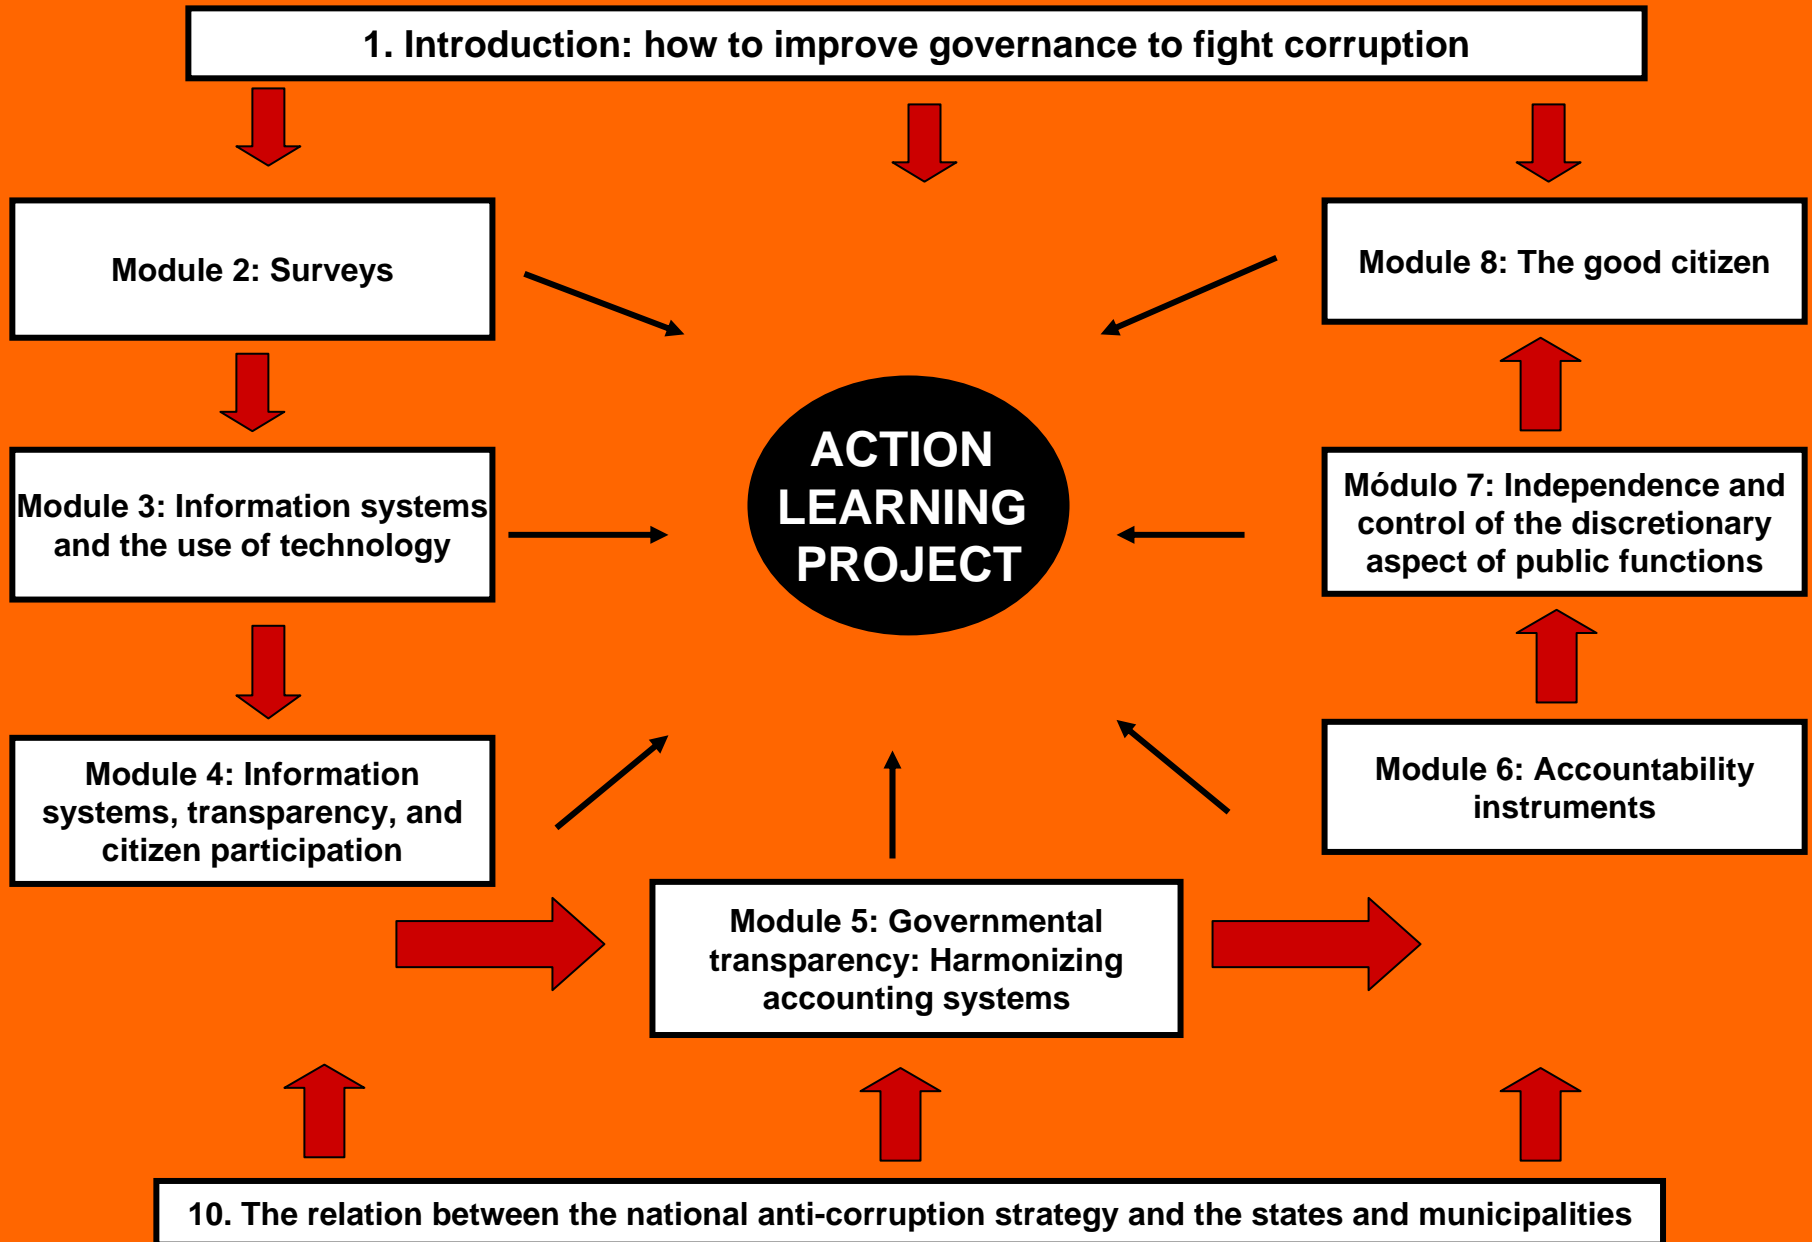 1. Introduction: how to improve governance to fight corruption
Module 2: Surveys
Module 8: The good citizen
ACTION
LEARNING
PROJECT
Module 3: Information systems
and the use of technology
Módulo 7: Independence and
control of the discretionary
aspect of public functions
Module 4: Information
systems, transparency, and
citizen participation
Module 6: Accountability
instruments
Module 5: Governmental
transparency: Harmonizing
accounting systems
10. The relation between the national anti-corruption strategy and the states and municipalities